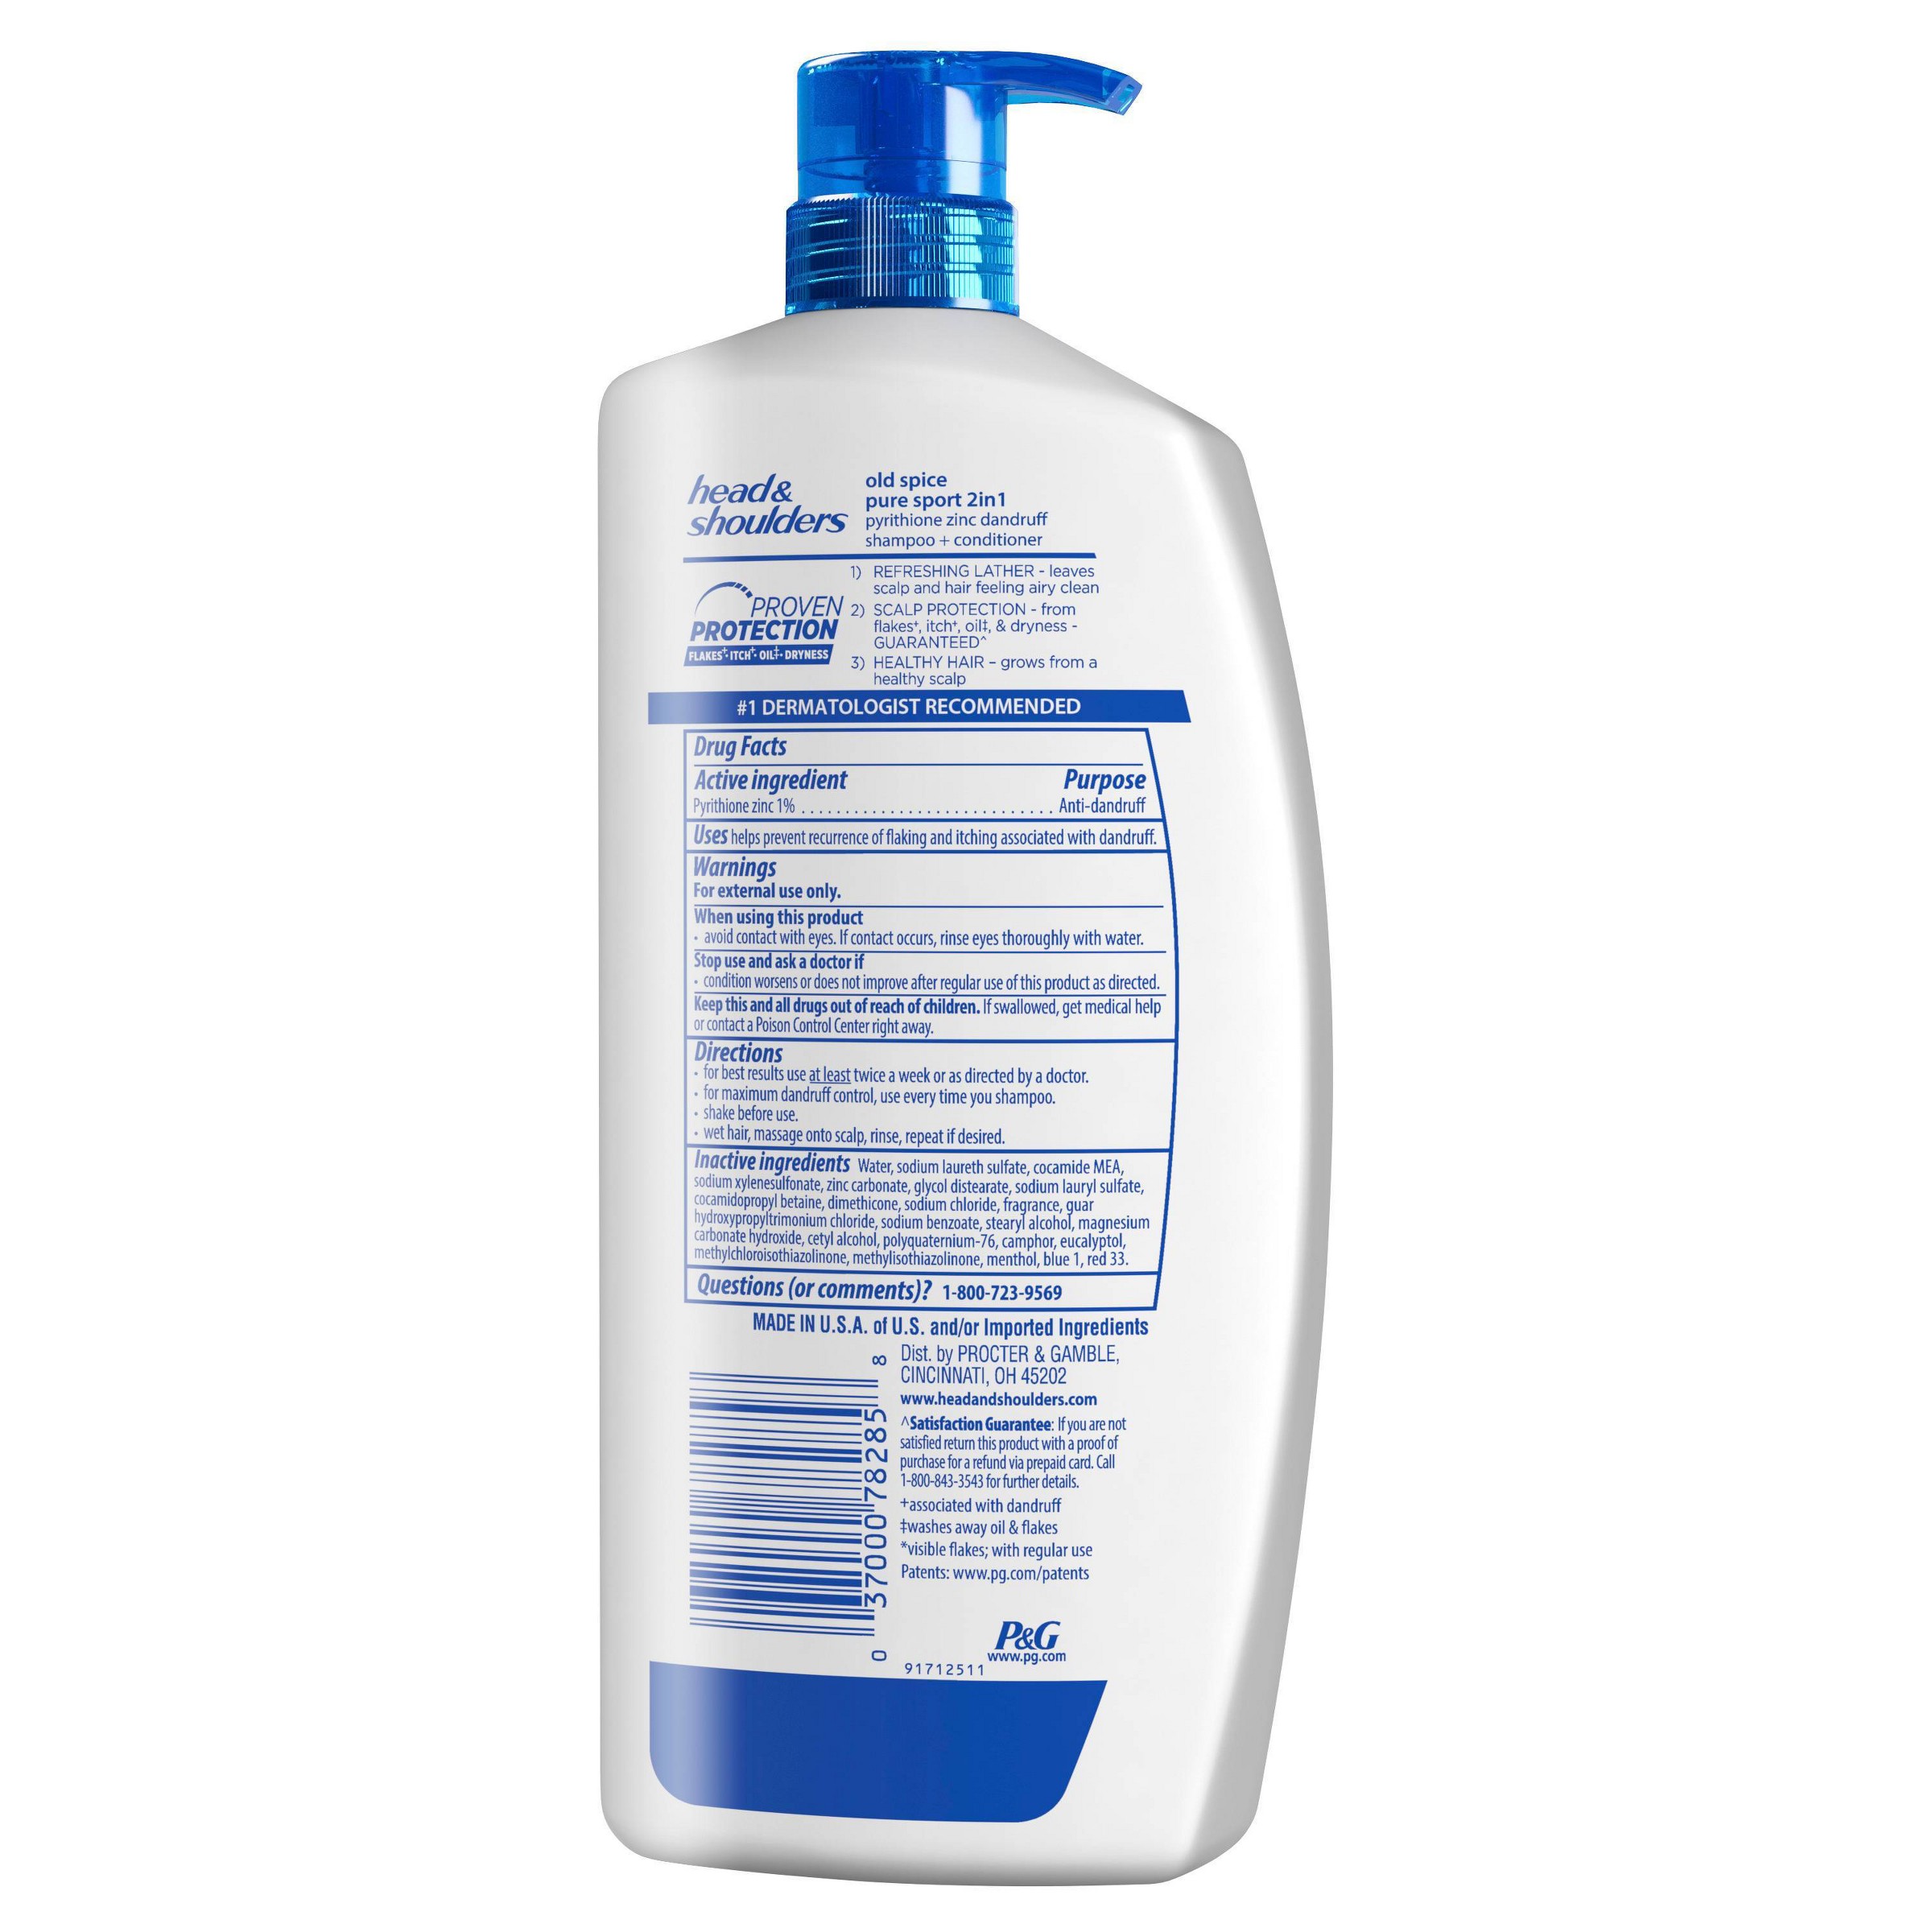 head &
shoulders
old spice
pure sport 2in1
pyrithione zinc dandruff
shampoo + conditioner
PROVEN
PROTECTION
FLAKES⁺• ITCH⁺• OIL‡• DRYNESS
1) REFRESHING LATHER - leaves
scalp and hair feeling airy clean
2) SCALP PROTECTION - from
flakes⁺, itch⁺, oil‡, & dryness -
GUARANTEED^
3) HEALTHY HAIR – grows from a
healthy scalp
#1 DERMATOLOGIST RECOMMENDED
Drug Facts
Active ingredient Purpose
Pyrithione zinc 1% ............................. Anti-dandruff
Uses helps prevent recurrence of flaking and itching associated with dandruff.
Warnings
For external use only.
When using this product
• avoid contact with eyes. If contact occurs, rinse eyes thoroughly with water.
Stop use and ask a doctor if
• condition worsens or does not improve after regular use of this product as directed.
Keep this and all drugs out of reach of children. If swallowed, get medical help
or contact a Poison Control Center right away.
Directions
• for best results use at least twice a week or as directed by a doctor.
• for maximum dandruff control, use every time you shampoo.
• shake before use.
• wet hair, massage onto scalp, rinse, repeat if desired.
Inactive ingredients Water, sodium laureth sulfate, cocamide MEA,
sodium xylenesulfonate, zinc carbonate, glycol distearate, sodium lauryl sulfate,
cocamidopropyl betaine, dimethicone, sodium chloride, fragrance, guar
hydroxypropyltrimonium chloride, sodium benzoate, stearyl alcohol, magnesium
carbonate hydroxide, cetyl alcohol, polyquaternium-76, camphor, eucalyptol,
methylchloroisothiazolinone, methylisothiazolinone, menthol, blue 1, red 33.
Questions (or comments)? 1-800-723-9569
MADE IN U.S.A. of U.S. and/or Imported Ingredients
Dist. by PROCTER & GAMBLE,
CINCINNATI, OH 45202
www.headandshoulders.com
^Satisfaction Guarantee: If you are not
satisfied return this product with a proof of
purchase for a refund via prepaid card. Call
1-800-843-3543 for further details.
+associated with dandruff
‡washes away oil & flakes
*visible flakes; with regular use
Patents: www.pg.com/patents
0 37000 78285 8
P&G
www.pg.com
91712511